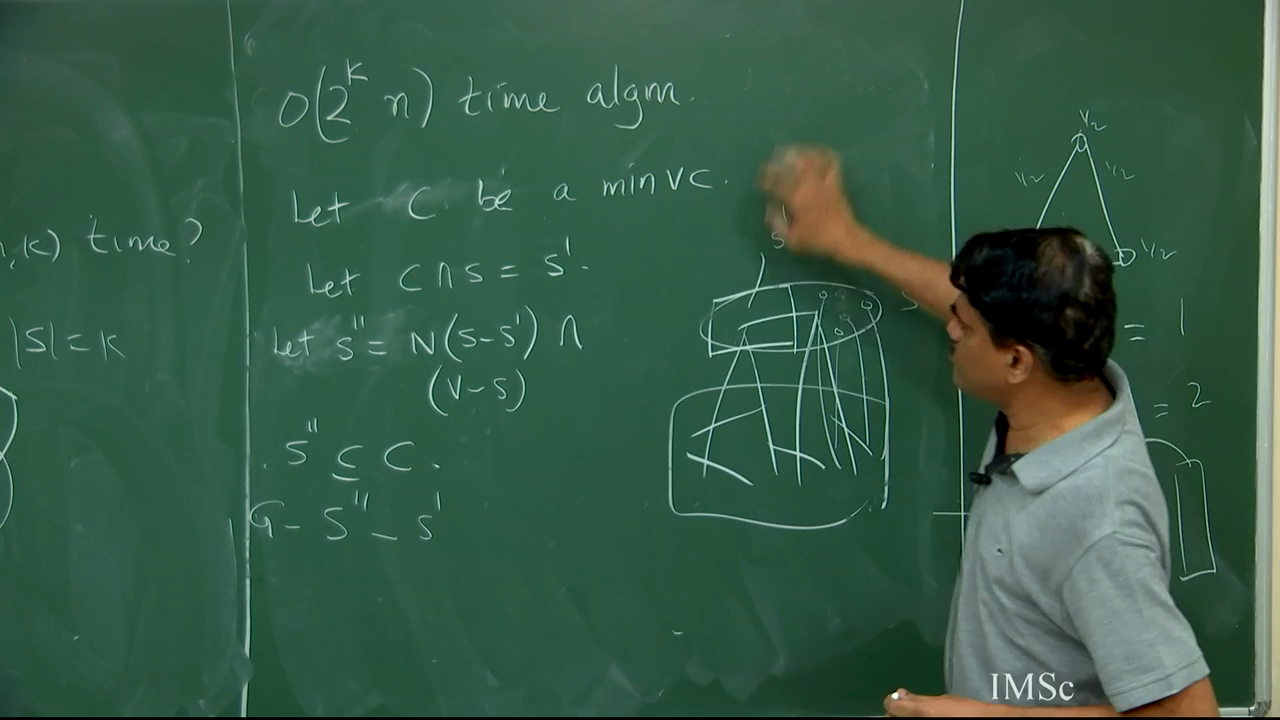 , k) time?
|S| = k
O(2^k n) time algm.
Let C be a min VC.
Let C ∩ S = S'.
Let S'' = N(S-S') ∩
(V-S)
S'' ⊆ C.
G - S'' - S'
S'
S
1/2
1/2 1/2
1/2
= 1
= 2
IMSc